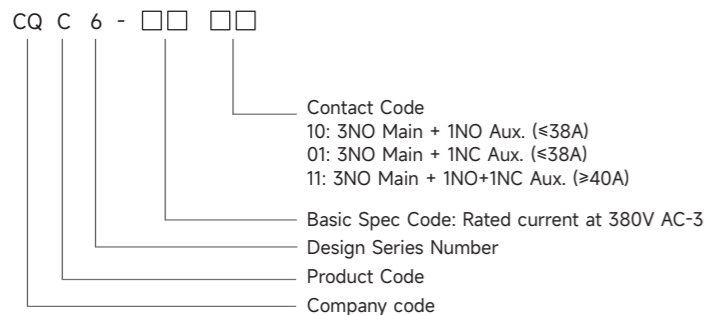 CQ C 6 - □□ □□
Contact Code
10: 3NO Main + 1NO Aux. (≤38A)
01: 3NO Main + 1NC Aux. (≤38A)
11: 3NO Main + 1NO+1NC Aux. (≥40A)
Basic Spec Code: Rated current at 380V AC-3
Design Series Number
Product Code
Company code